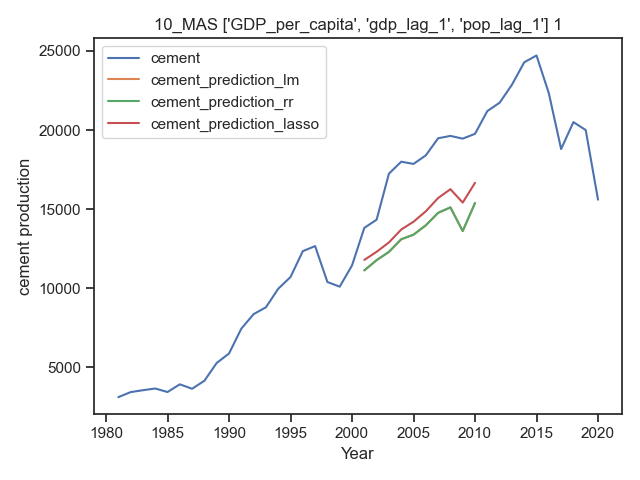 10_MAS ['GDP_per_capita', 'gdp_lag_1', 'pop_lag_1'] 1
cement
cement_prediction_lm
cement_prediction_rr
cement_prediction_lasso
25000
20000
15000
10000
5000
cement production
1980 1985 1990 1995 2000 2005 2010 2015 2020
Year